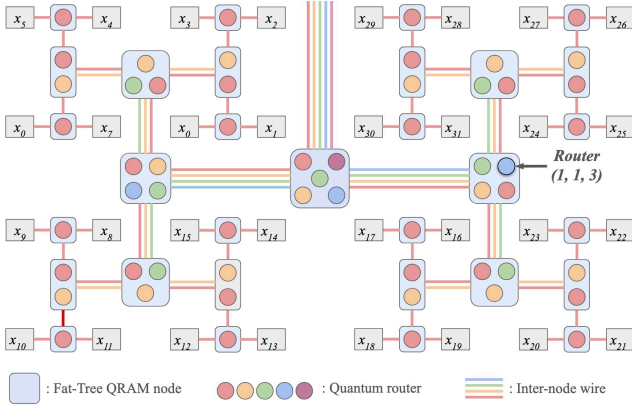 x5 x4 x3 x2 x29 x28 x27 x26
x0 x7 x0 x1 x30 x31 x24 x25
Router
(1, 1, 3)
x9 x8 x15 x14 x17 x16 x23 x22
x10 x11 x12 x13 x18 x19 x20 x21
: Fat-Tree QRAM node : Quantum router : Inter-node wire